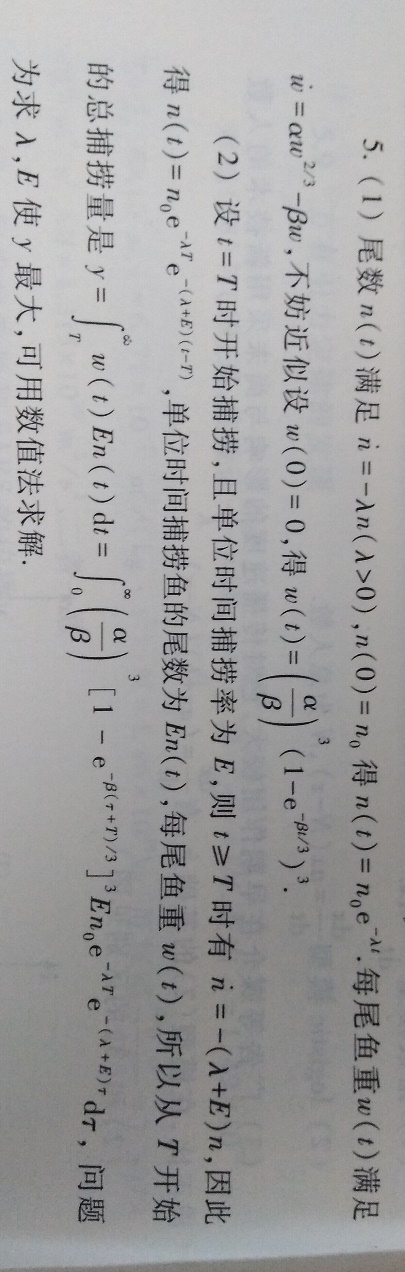 5. (1) 尾数 n(t) 满足 ṅ=-λn(λ>0), n(0)=n₀ 得 n(t)=n₀e^{-λt}. 每尾鱼重 w(t) 满足
ẇ=αw^{2/3}-βw, 不妨近似设 w(0)=0, 得 w(t)=(α/β)³(1-e^{-βt/3})³.
(2) 设 t=T 时开始捕捞, 且单位时间捕捞率为 E, 则 t≥T 时有 ṅ=-(λ+E)n, 因此
得 n(t)=n₀e^{-λT}e^{-(λ+E)(t-T)}, 单位时间捕捞鱼的尾数为 En(t), 每尾鱼重 w(t), 所以从 T 开始
的总捕捞量是 y=∫_T^∞ w(t)En(t)dt=∫_0^∞(α/β)³[1-e^{-β(τ+T)/3}]³En₀e^{-λT}e^{-(λ+E)τ}dτ, 问题
为求 λ,E 使 y 最大, 可用数值法求解.